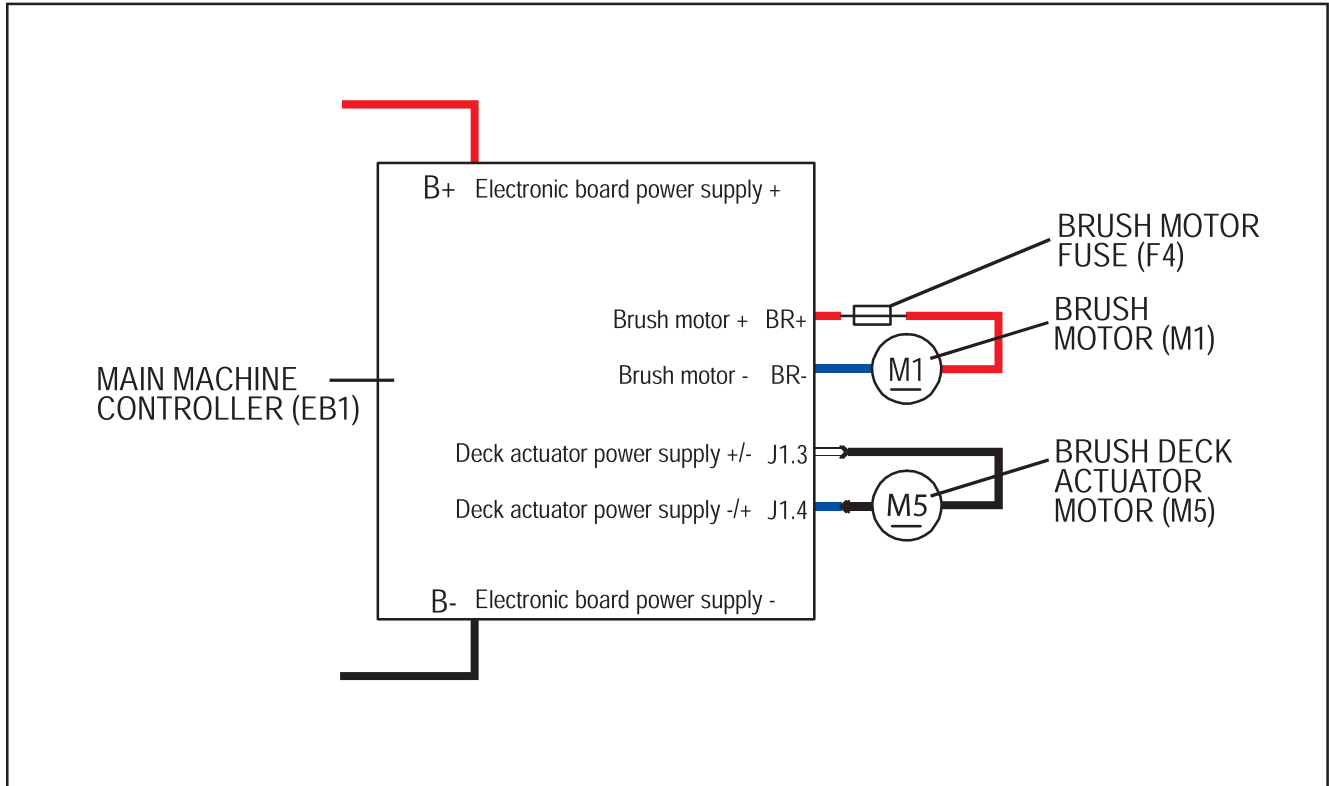 B+ Electronic board power supply +
BRUSH MOTOR
FUSE (F4)
Brush motor + BR+
BRUSH
MOTOR (M1)
Brush motor - BR-
M1
MAIN MACHINE
CONTROLLER (EB1)
Deck actuator power supply +/- J1.3
BRUSH DECK
ACTUATOR
MOTOR (M5)
Deck actuator power supply -/+ J1.4
M5
B- Electronic board power supply -